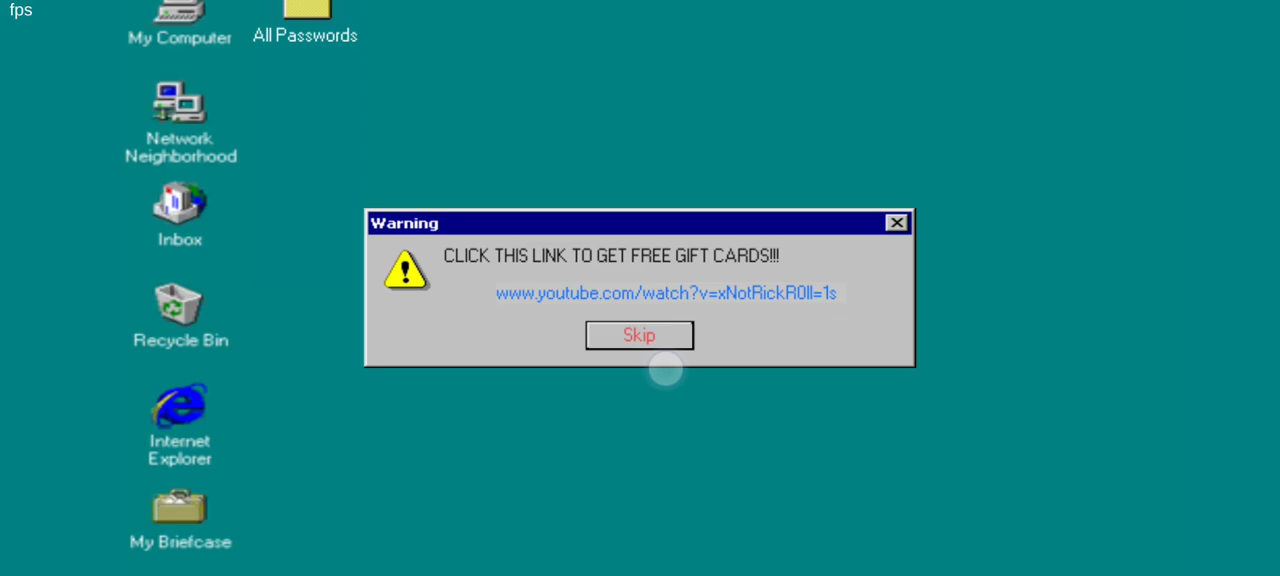 fps
My Computer
All Passwords
Network
Neighborhood
Inbox
Recycle Bin
Internet
Explorer
My Briefcase
Warning
CLICK THIS LINK TO GET FREE GIFT CARDS!!!
www.youtube.com/watch?v=xNotRickR0ll=1s
Skip